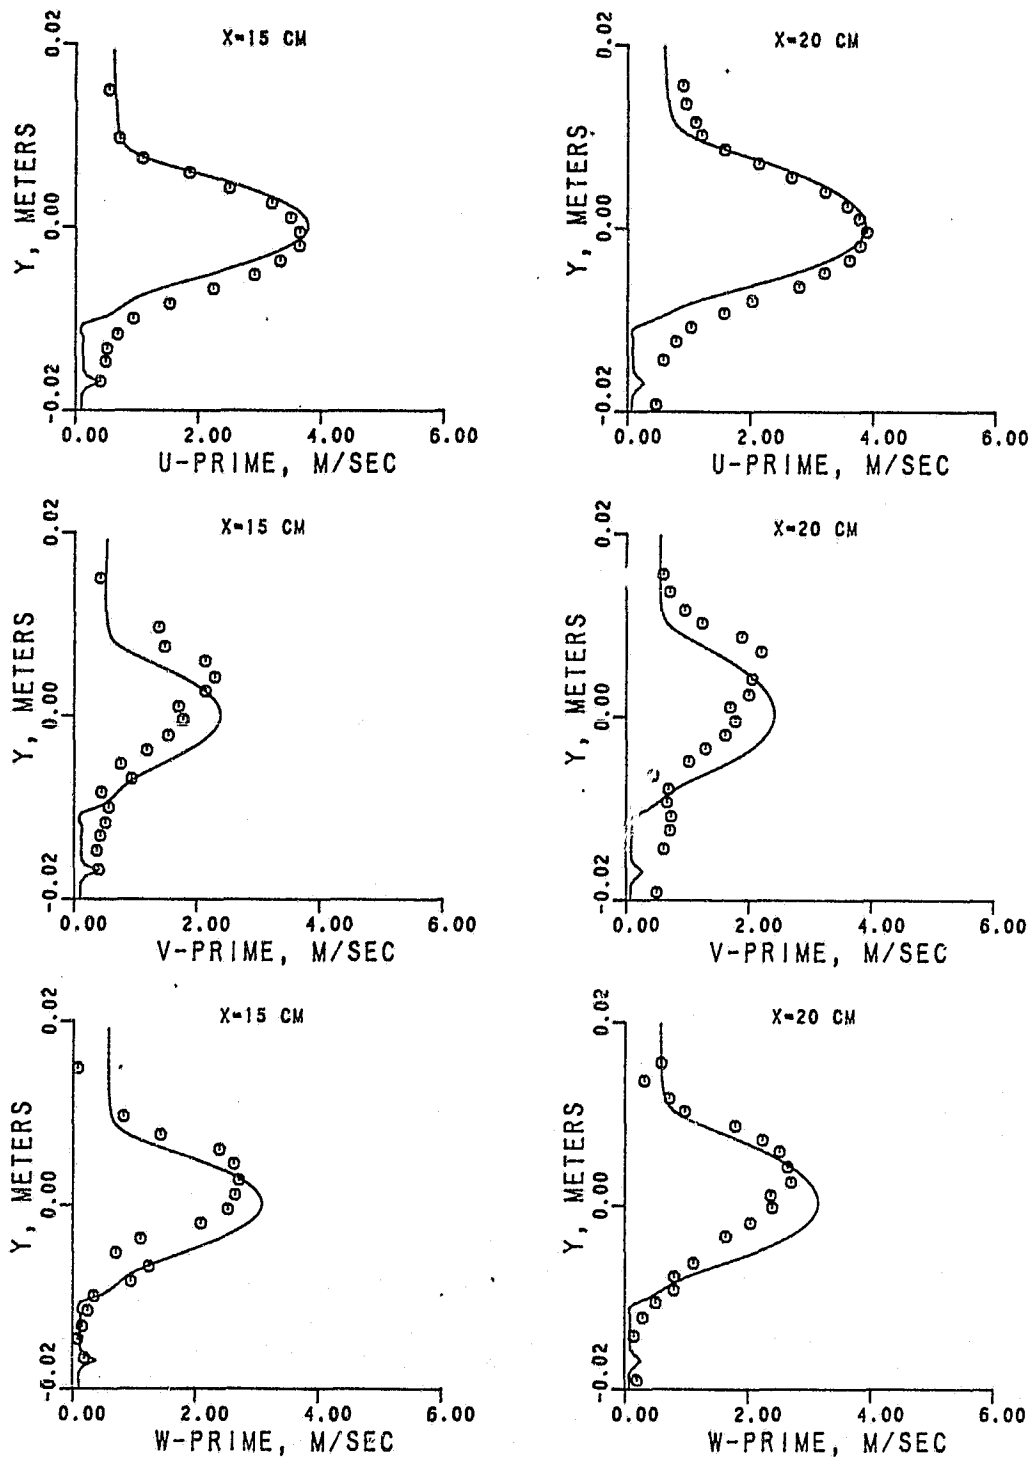 X=15 CM
0.02
0.00
-0.02
Y, METERS
0.00 2.00 4.00 6.00
U-PRIME, M/SEC
X=20 CM
0.02
0.00
-0.02
Y, METERS
0.00 2.00 4.00 6.00
U-PRIME, M/SEC
X=15 CM
0.02
0.00
-0.02
Y, METERS
0.00 2.00 4.00 6.00
V-PRIME, M/SEC
X=20 CM
0.02
0.00
-0.02
Y, METERS
0.00 2.00 4.00 6.00
V-PRIME, M/SEC
X=15 CM
0.02
0.00
-0.02
Y, METERS
0.00 2.00 4.00 6.00
W-PRIME, M/SEC
X=20 CM
0.02
0.00
-0.02
Y, METERS
0.00 2.00 4.00 6.00
W-PRIME, M/SEC